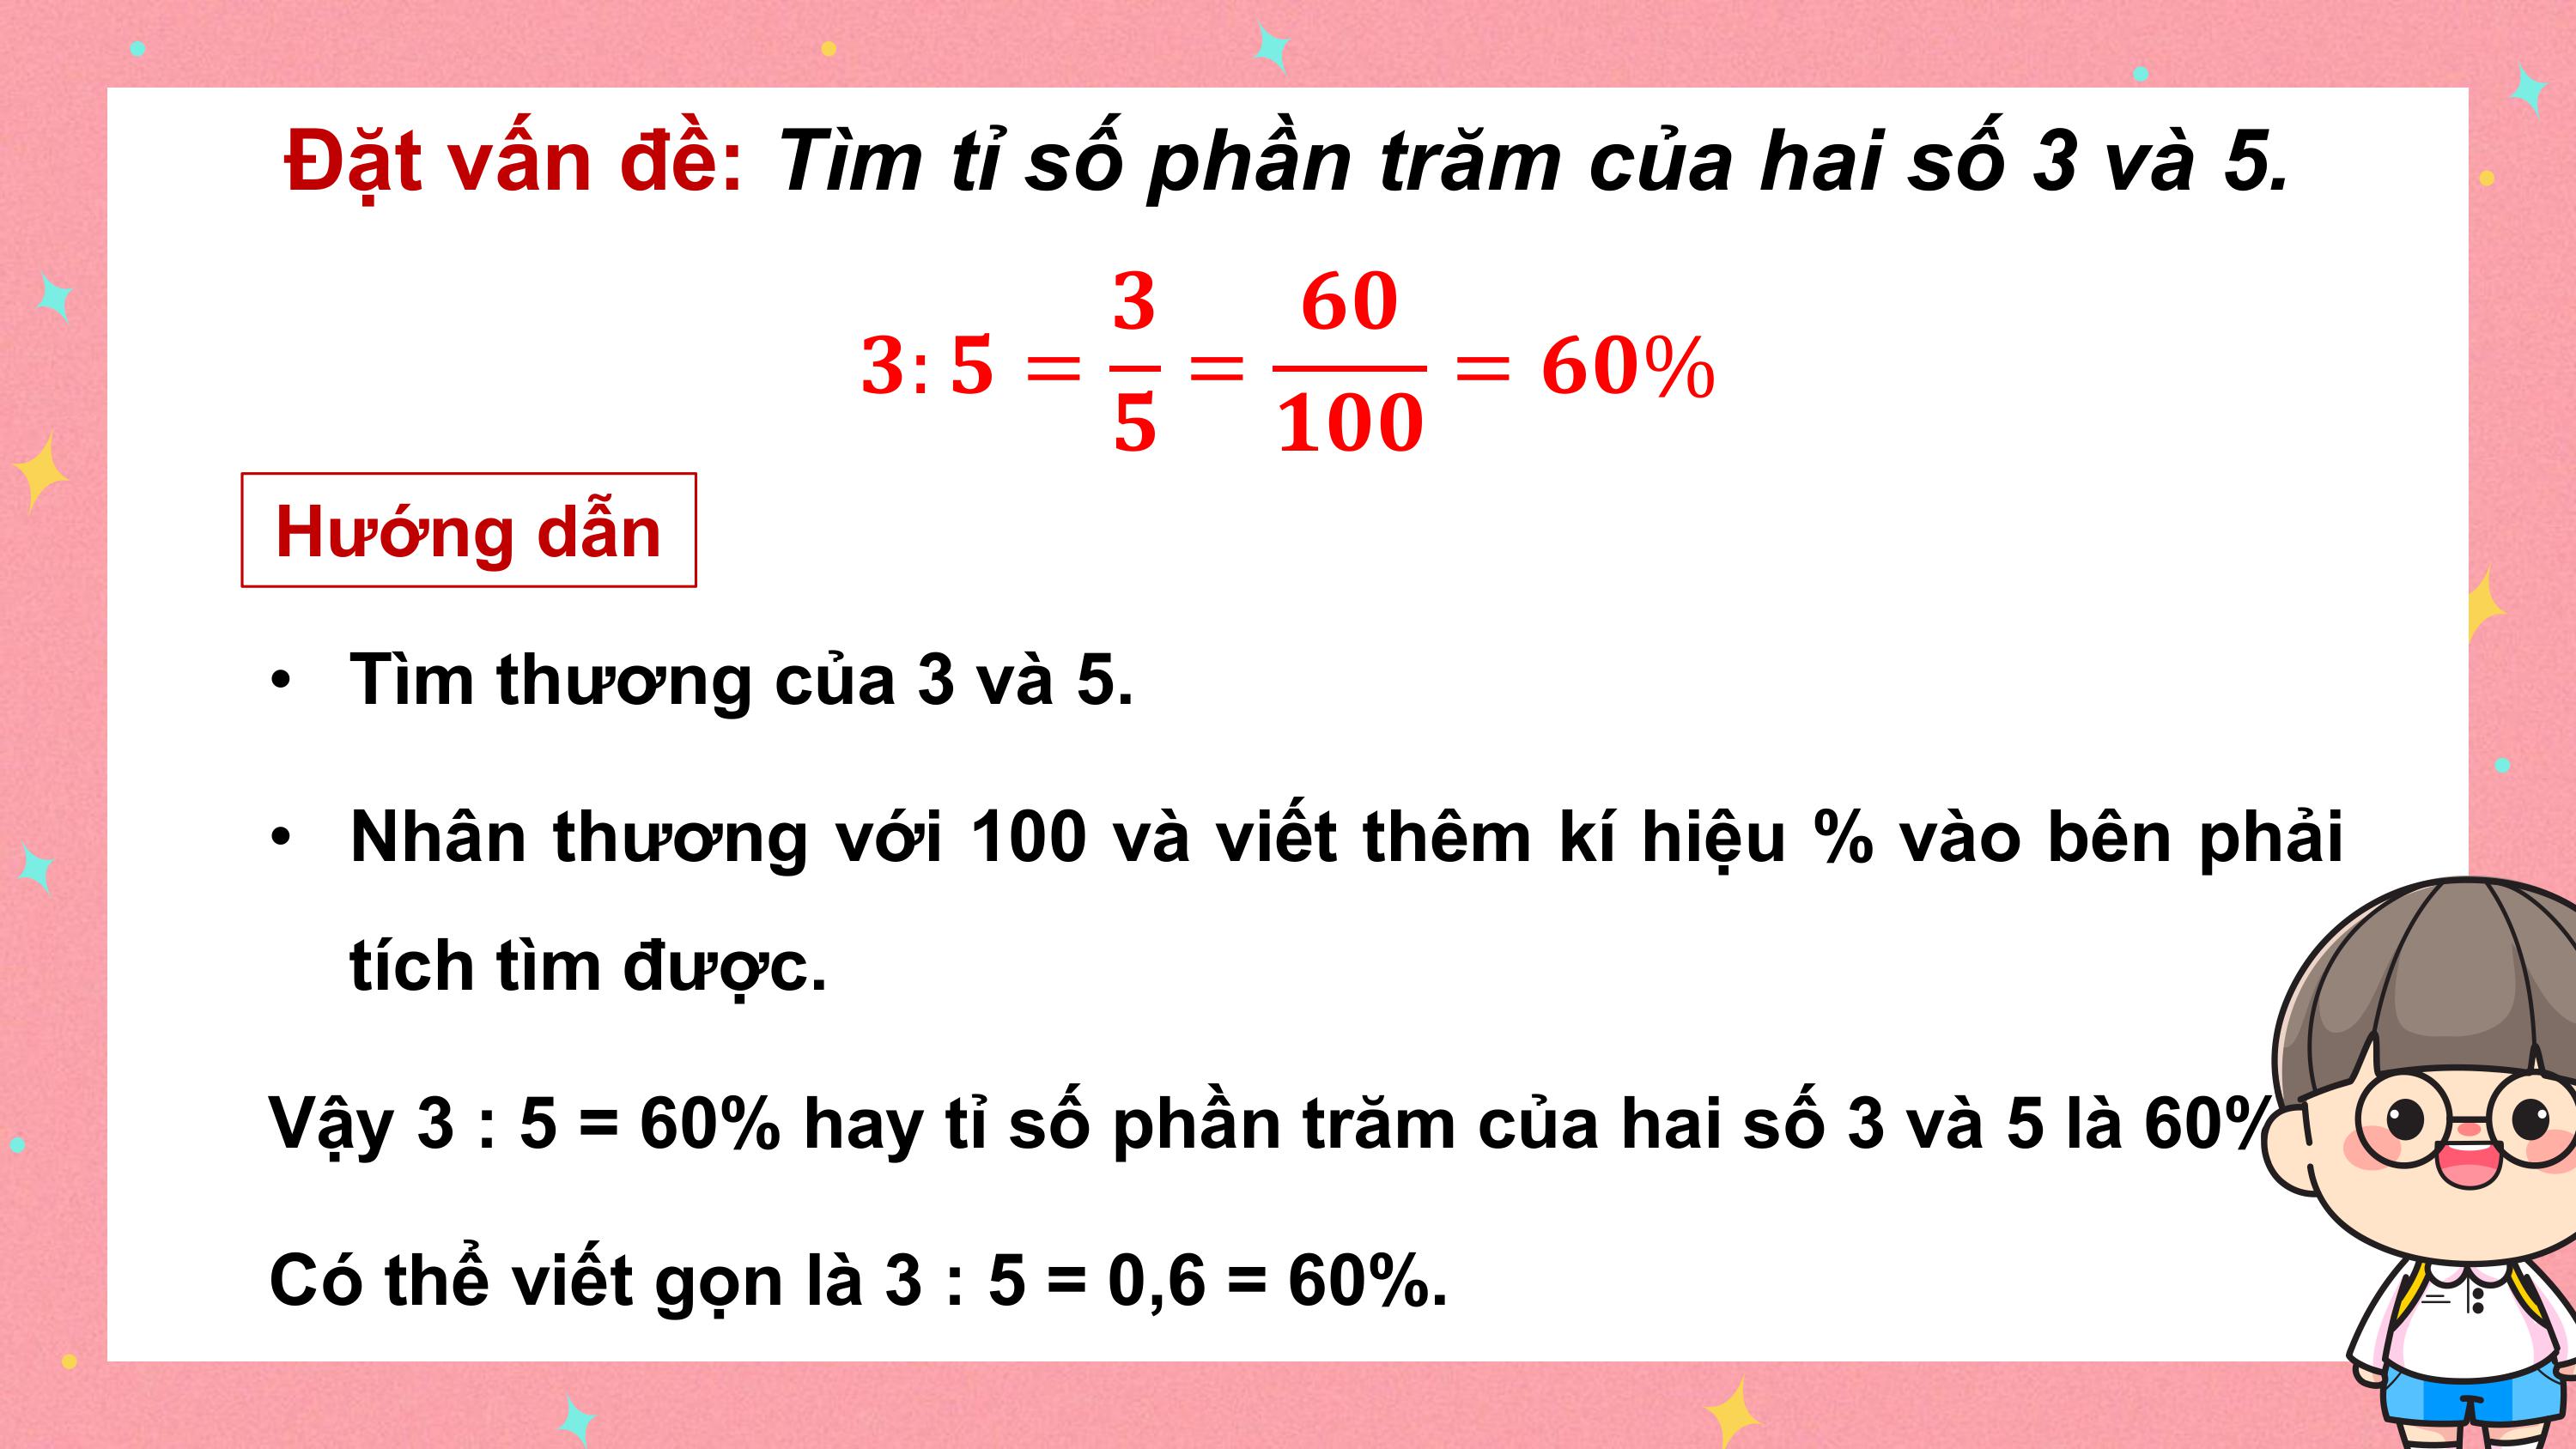 Đặt vấn đề: Tìm tỉ số phần trăm của hai số 3 và 5.
3: 5 = 3/5 = 60/100 = 60%
Hướng dẫn
• Tìm thương của 3 và 5.
• Nhân thương với 100 và viết thêm kí hiệu % vào bên phải
tích tìm được.
Vậy 3 : 5 = 60% hay tỉ số phần trăm của hai số 3 và 5 là 60%
Có thể viết gọn là 3 : 5 = 0,6 = 60%.